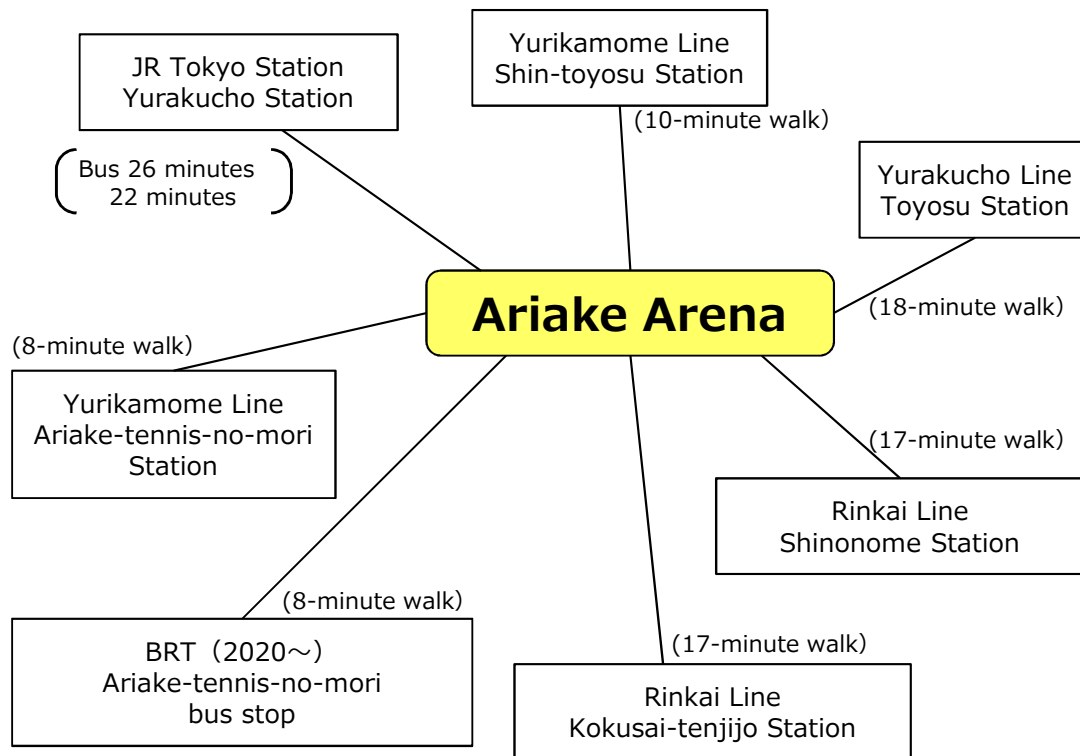 JR Tokyo Station
Yurakucho Station
Bus 26 minutes
22 minutes
Yurikamome Line
Shin-toyosu Station
(10-minute walk）
Yurakucho Line
Toyosu Station
(18-minute walk）
Ariake Arena
(8-minute walk）
Yurikamome Line
Ariake-tennis-no-mori
Station
(17-minute walk）
Rinkai Line
Shinonome Station
(8-minute walk）
BRT（2020～）
Ariake-tennis-no-mori
bus stop
(17-minute walk）
Rinkai Line
Kokusai-tenjijo Station